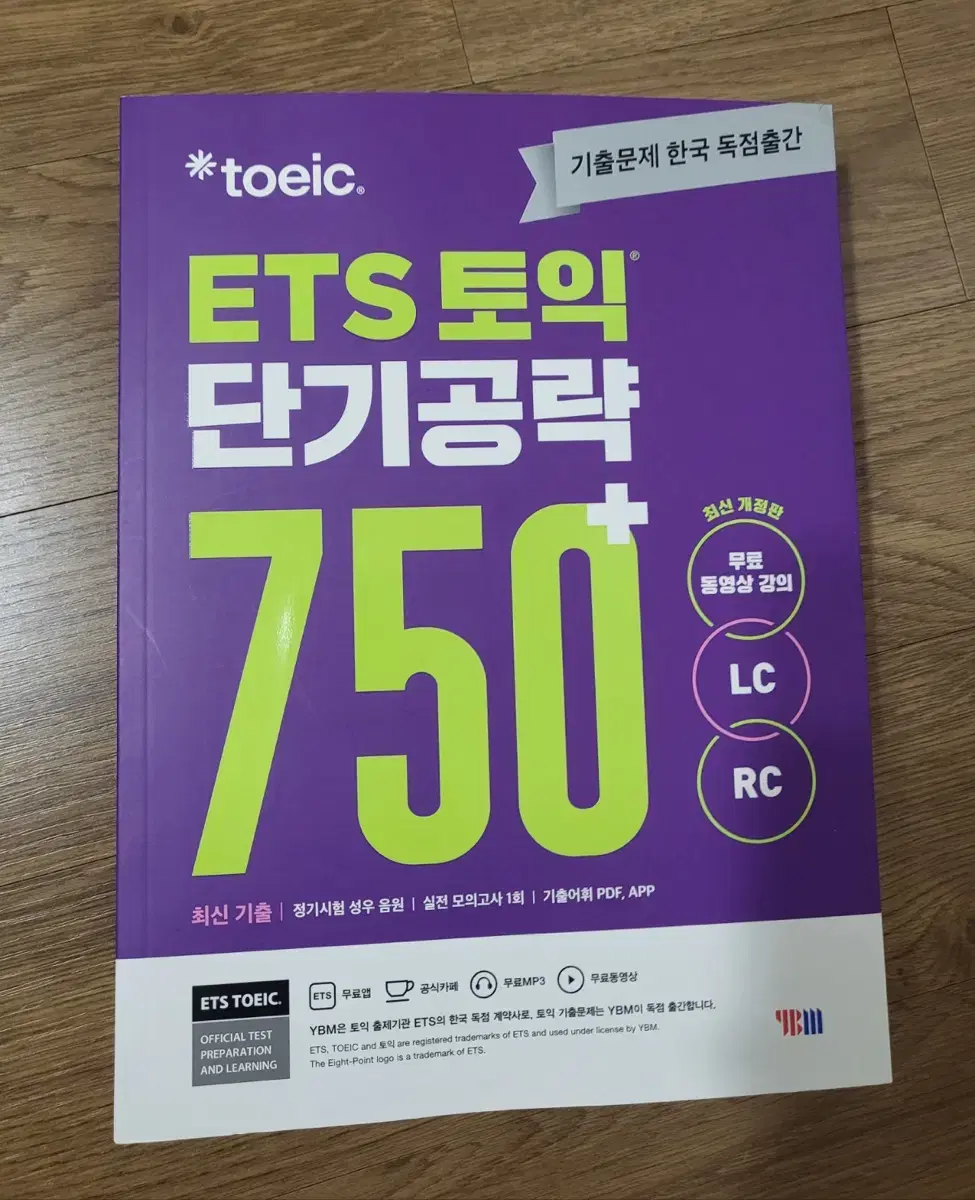 toeic®
기출문제 한국 독점출간
ETS 토익®
단기공략
750+
최신 개정판
무료
동영상 강의
LC
RC
최신 기출 | 정기시험 성우 음원 | 실전 모의고사 1회 | 기출어휘 PDF, APP
ETS TOEIC.
OFFICIAL TEST
PREPARATION
AND LEARNING
ETS 무료앱 공식카페 무료MP3 무료동영상
YBM은 토익 출제기관 ETS의 한국 독점 계약사로, 토익 기출문제는 YBM이 독점 출간합니다.
ETS, TOEIC and 토익 are registered trademarks of ETS and used under license by YBM.
The Eight-Point logo is a trademark of ETS.
YBM